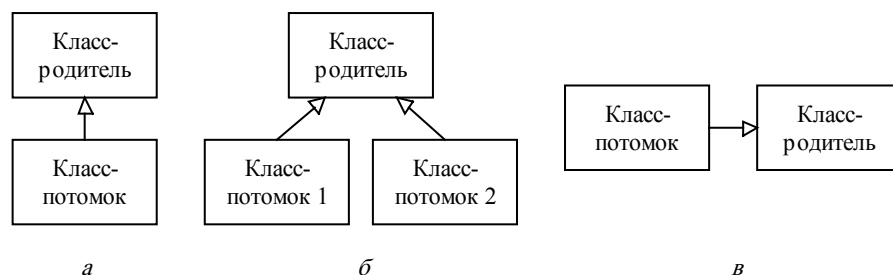 Класс-
родитель
Класс-
потомок
а
Класс-
родитель
Класс-
потомок 1
Класс-
потомок 2
б
Класс-
потомок
Класс-
родитель
в